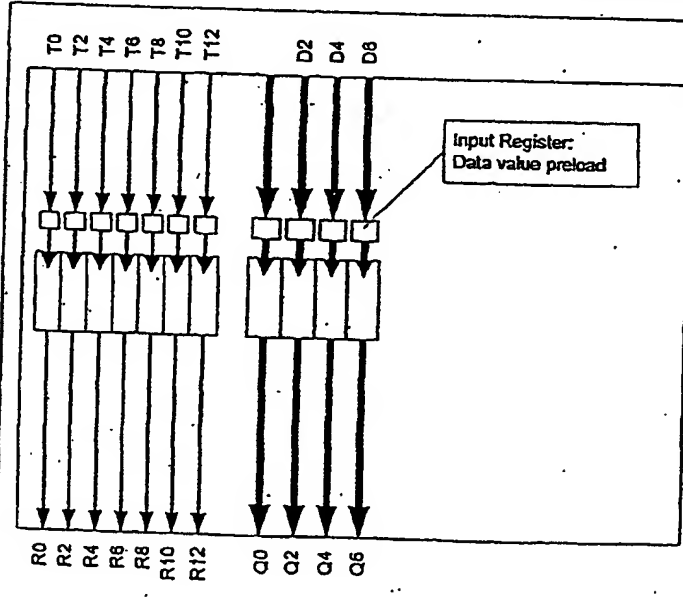 T0
T2
T4
T6
T8
T10
T12
D2
D4
D6
Input Register:
Data value preload
R0
R2
R4
R6
R8
R10
R12
Q0
Q2
Q4
Q6